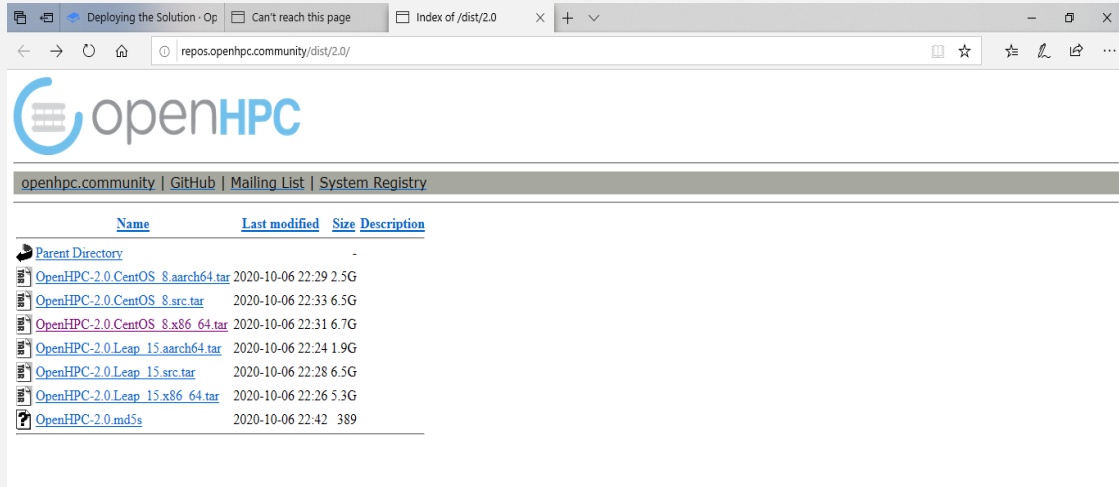 Deploying the Solution · Op
Can't reach this page
Index of /dist/2.0
repos.openhpc.community/dist/2.0/
openHPC
openhpc.community | GitHub | Mailing List | System Registry
Name Last modified Size Description
Parent Directory -
OpenHPC-2.0.CentOS_8.aarch64.tar 2020-10-06 22:29 2.5G
OpenHPC-2.0.CentOS_8.src.tar 2020-10-06 22:33 6.5G
OpenHPC-2.0.CentOS_8.x86_64.tar 2020-10-06 22:31 6.7G
OpenHPC-2.0.Leap_15.aarch64.tar 2020-10-06 22:24 1.9G
OpenHPC-2.0.Leap_15.src.tar 2020-10-06 22:28 6.5G
OpenHPC-2.0.Leap_15.x86_64.tar 2020-10-06 22:26 5.3G
OpenHPC-2.0.md5s 2020-10-06 22:42 389